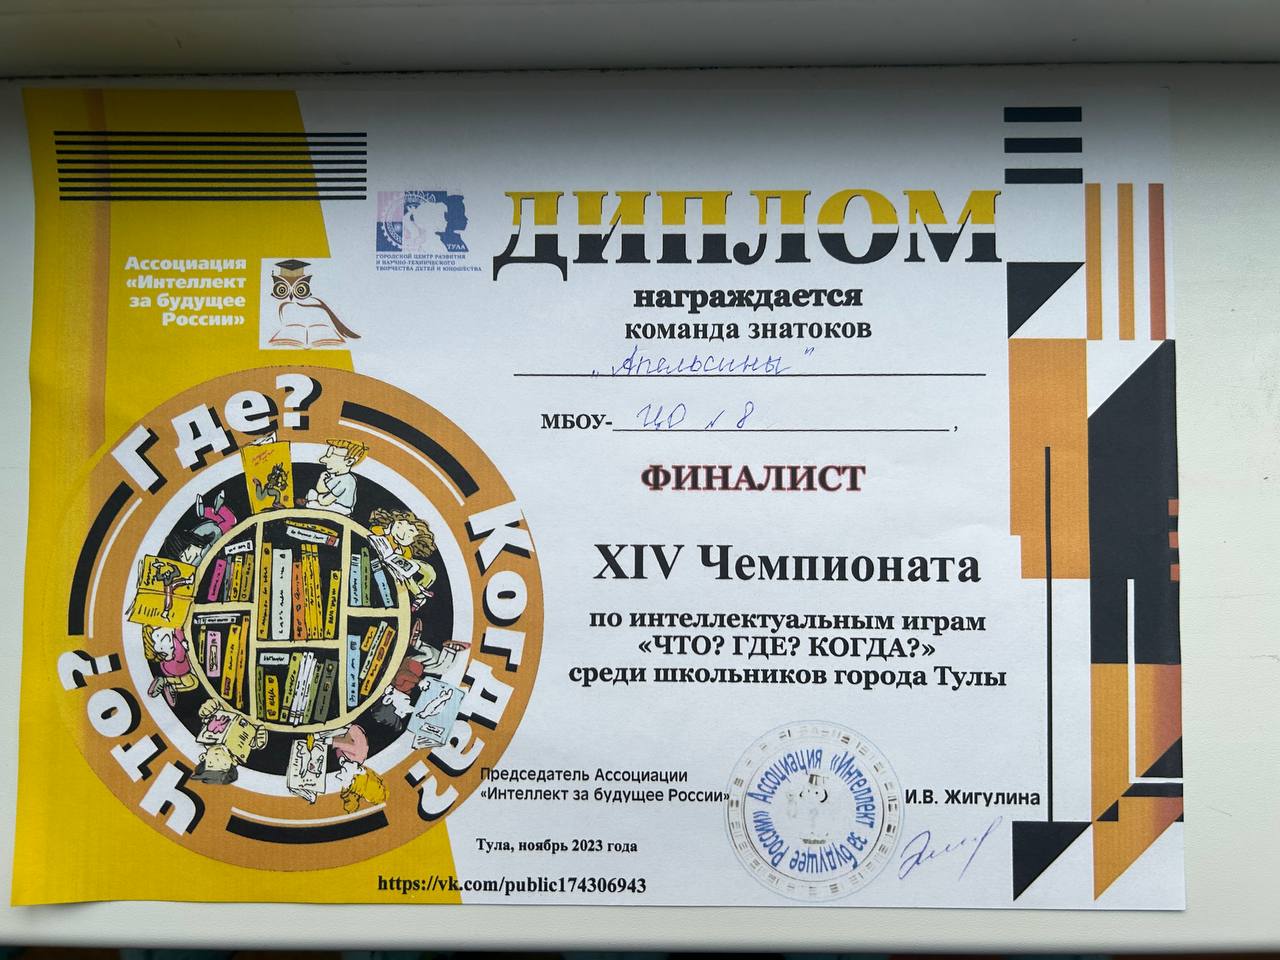 Ассоциация
«Интеллект
за будущее
России»
ТУЛА
ГОРОДСКОЙ ЦЕНТР РАЗВИТИЯ
И НАУЧНО-ТЕХНИЧЕСКОГО
ТВОРЧЕСТВА ДЕТЕЙ И ЮНОШЕСТВА
ДИПЛОМ
награждается
команда знатоков
„Апельсины"
МБОУ- ЦО №8,
ФИНАЛИСТ
XIV Чемпионата
по интеллектуальным играм
«ЧТО? ГДЕ? КОГДА?»
среди школьников города Тулы
Что?
Где?
Когда?
Председатель Ассоциации
«Интеллект за будущее России»
И.В. Жигулина
Ассоциация «Интеллект за будущее России»
Тула, ноябрь 2023 года
https://vk.com/public174306943